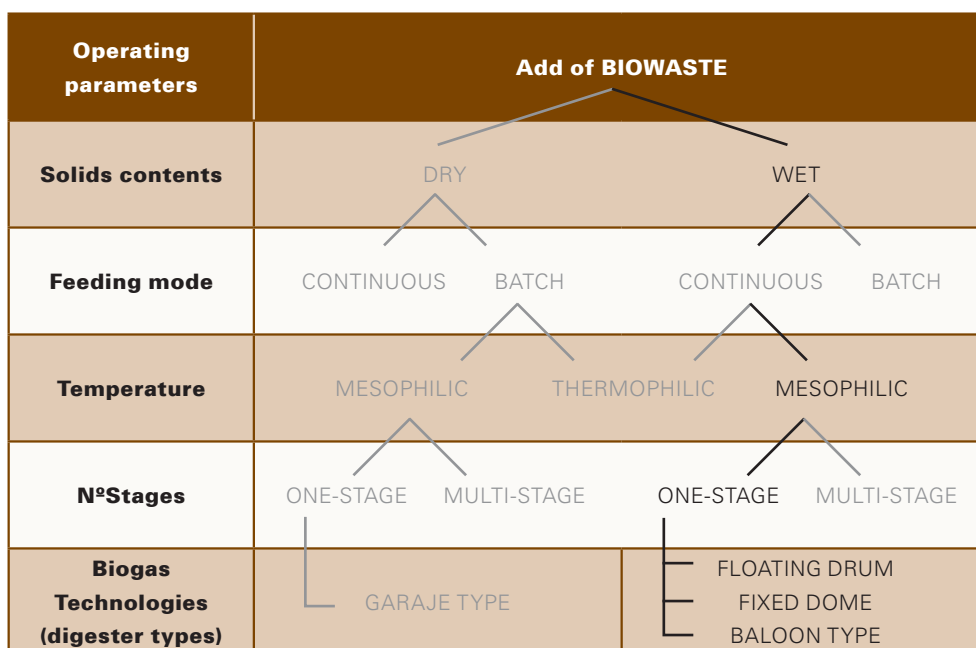 Operating
parameters
Add of BIOWASTE
Solids contents
DRY
WET
Feeding mode
CONTINUOUS
BATCH
CONTINUOUS
BATCH
Temperature
MESOPHILIC
THERMOPHILIC
MESOPHILIC
NºStages
ONE-STAGE
MULTI-STAGE
ONE-STAGE
MULTI-STAGE
Biogas
Technologies
(digester types)
GARAJE TYPE
FLOATING DRUM
FIXED DOME
BALOON TYPE